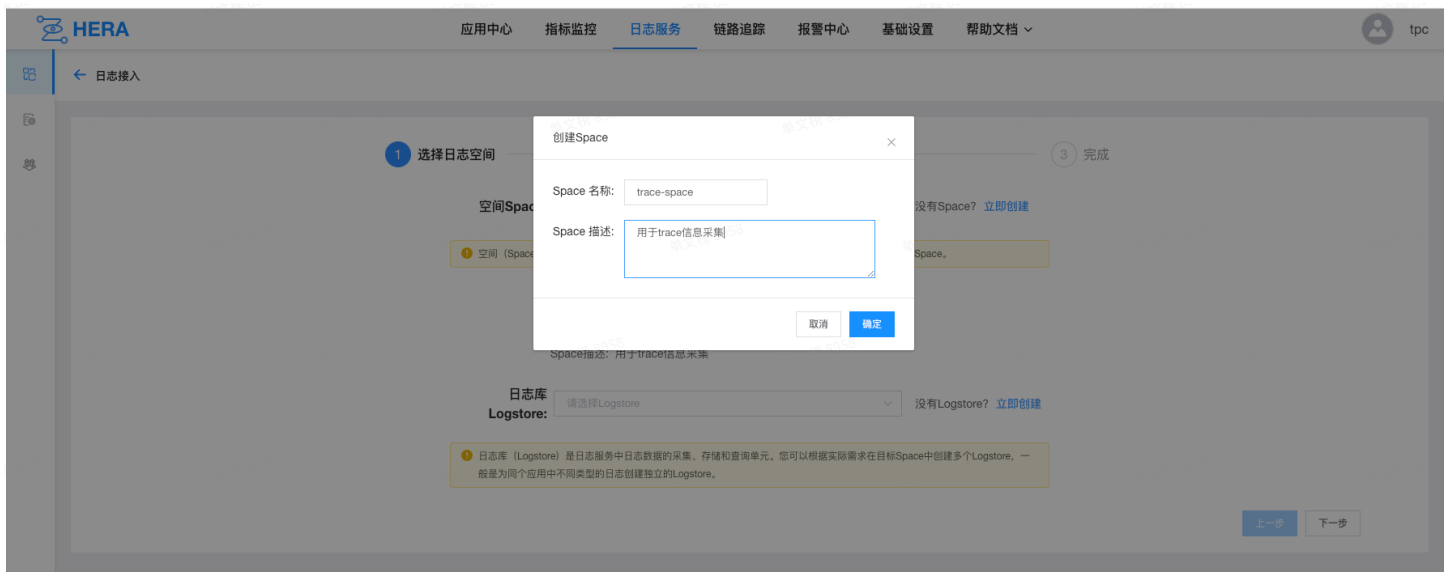 HERA
应用中心 指标监控 日志服务 链路追踪 报警中心 基础设置 帮助文档
tpc
日志接入
1 选择日志空间
3 完成
创建Space
Space 名称: trace-space
空间Spac
没有Space? 立即创建
Space 描述: 用于trace信息采集
空间（Space
Space。
取消 确定
Space描述: 用于trace信息采集
日志库
Logstore:
请选择Logstore
没有Logstore? 立即创建
日志库（Logstore）是日志服务中日志数据的采集、存储和查询单元。您可以根据实际需求在目标Space中创建多个Logstore，一
般是为同个应用中不同类型的日志创建独立的Logstore。
上一步 下一步